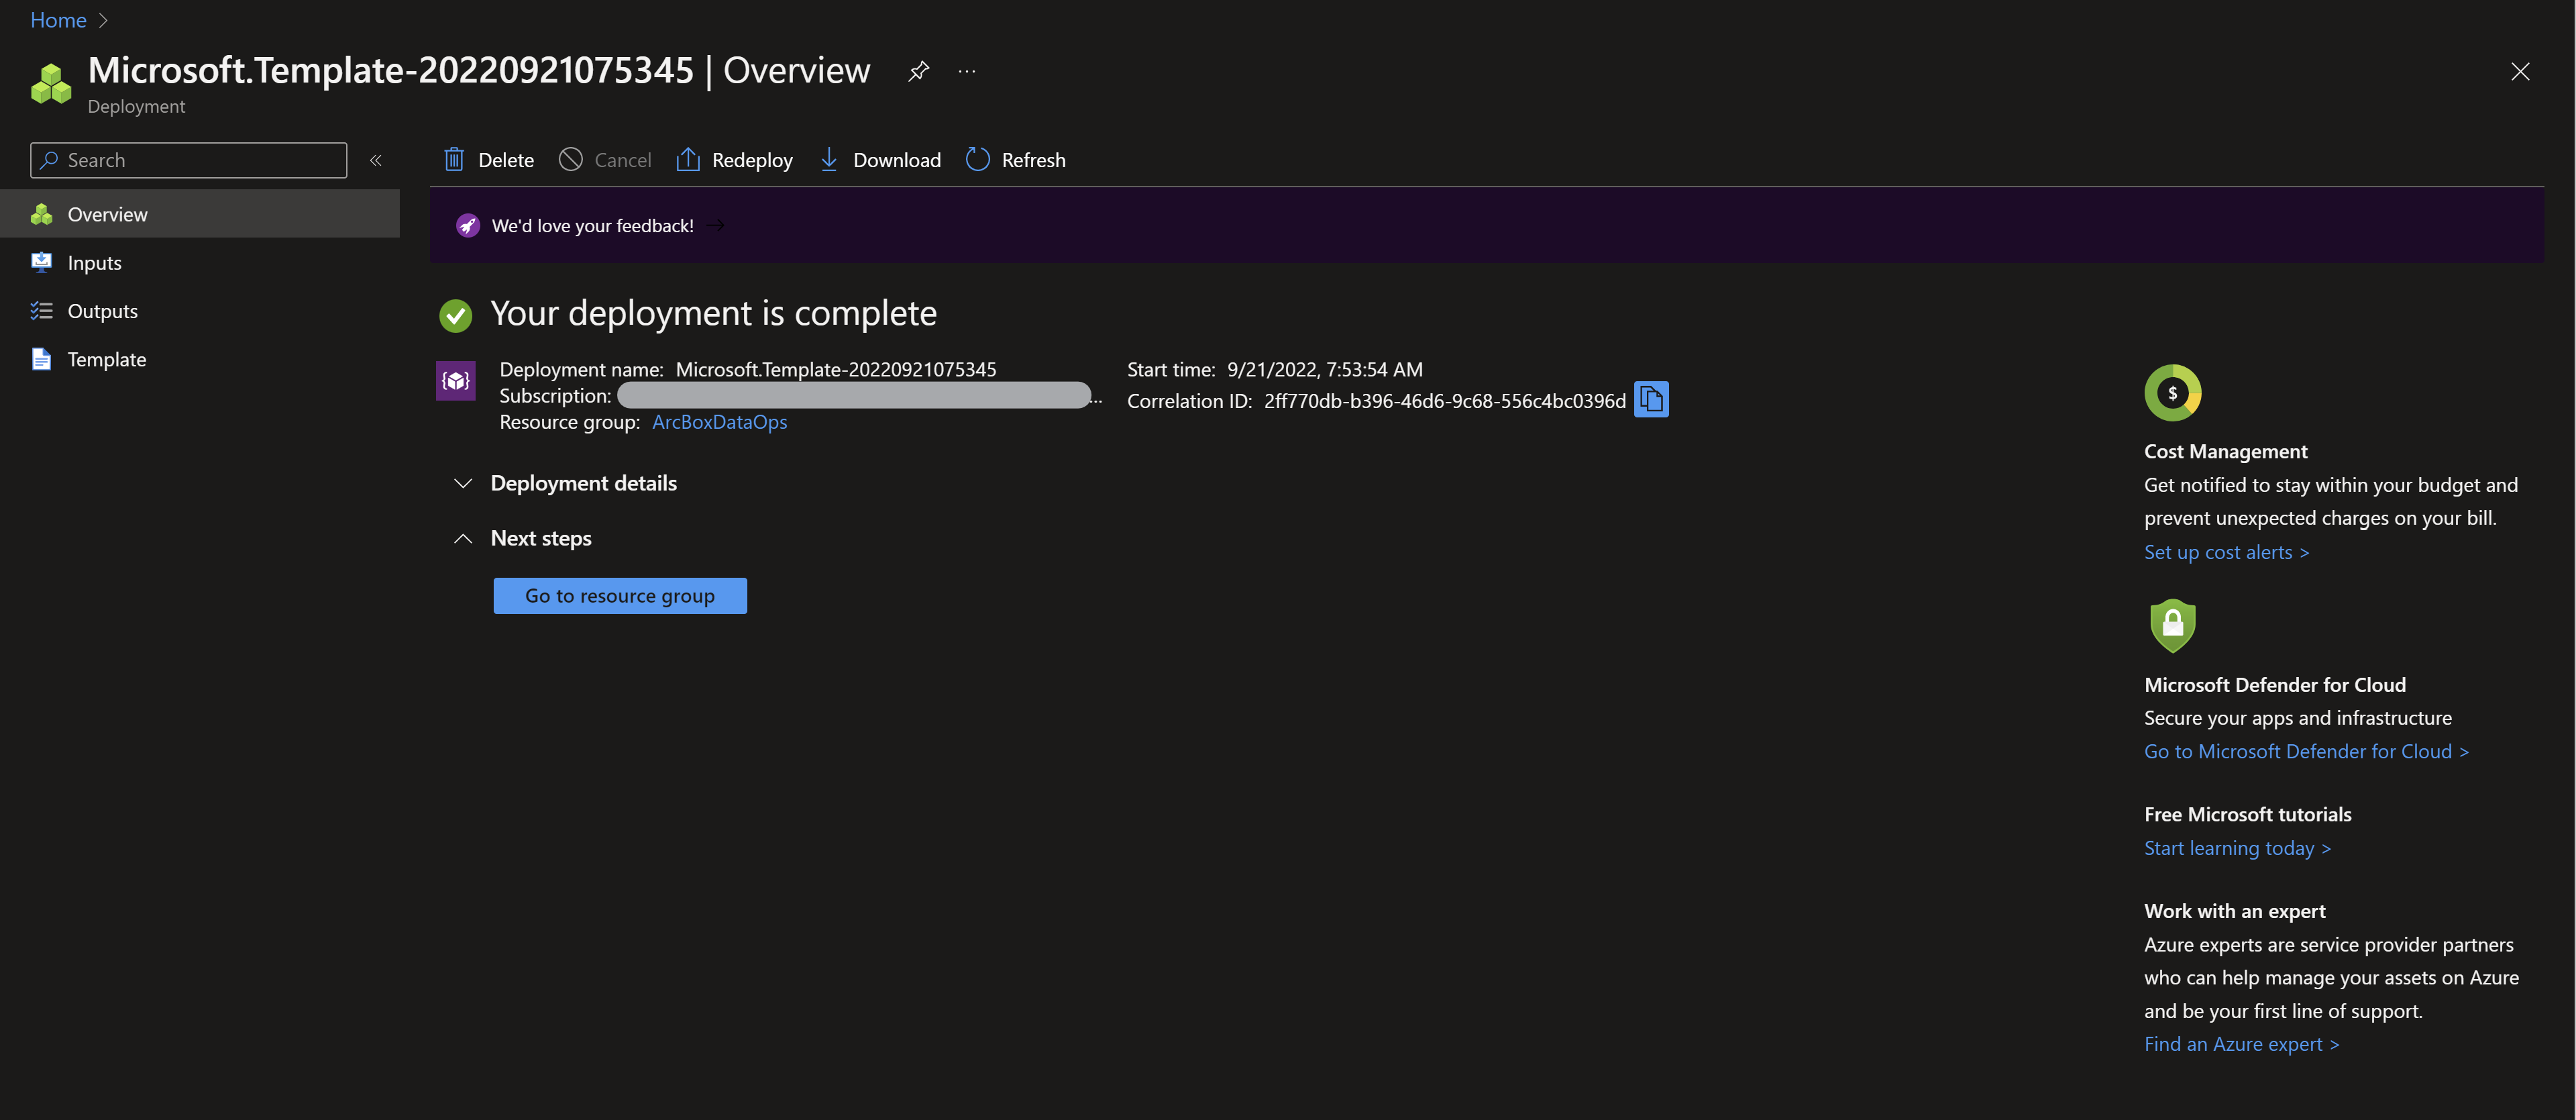 Home
Microsoft.Template-20220921075345 | Overview
Deployment
Search
Delete
Cancel
Redeploy
Download
Refresh
Overview
Inputs
Outputs
Template
We'd love your feedback!
Your deployment is complete
Deployment name: Microsoft.Template-20220921075345
Subscription: ...
Resource group: ArcBoxDataOps
Start time: 9/21/2022, 7:53:54 AM
Correlation ID: 2ff770db-b396-46d6-9c68-556c4bc0396d
Deployment details
Next steps
Go to resource group
Cost Management
Get notified to stay within your budget and
prevent unexpected charges on your bill.
Set up cost alerts >
Microsoft Defender for Cloud
Secure your apps and infrastructure
Go to Microsoft Defender for Cloud >
Free Microsoft tutorials
Start learning today >
Work with an expert
Azure experts are service provider partners
who can help manage your assets on Azure
and be your first line of support.
Find an Azure expert >